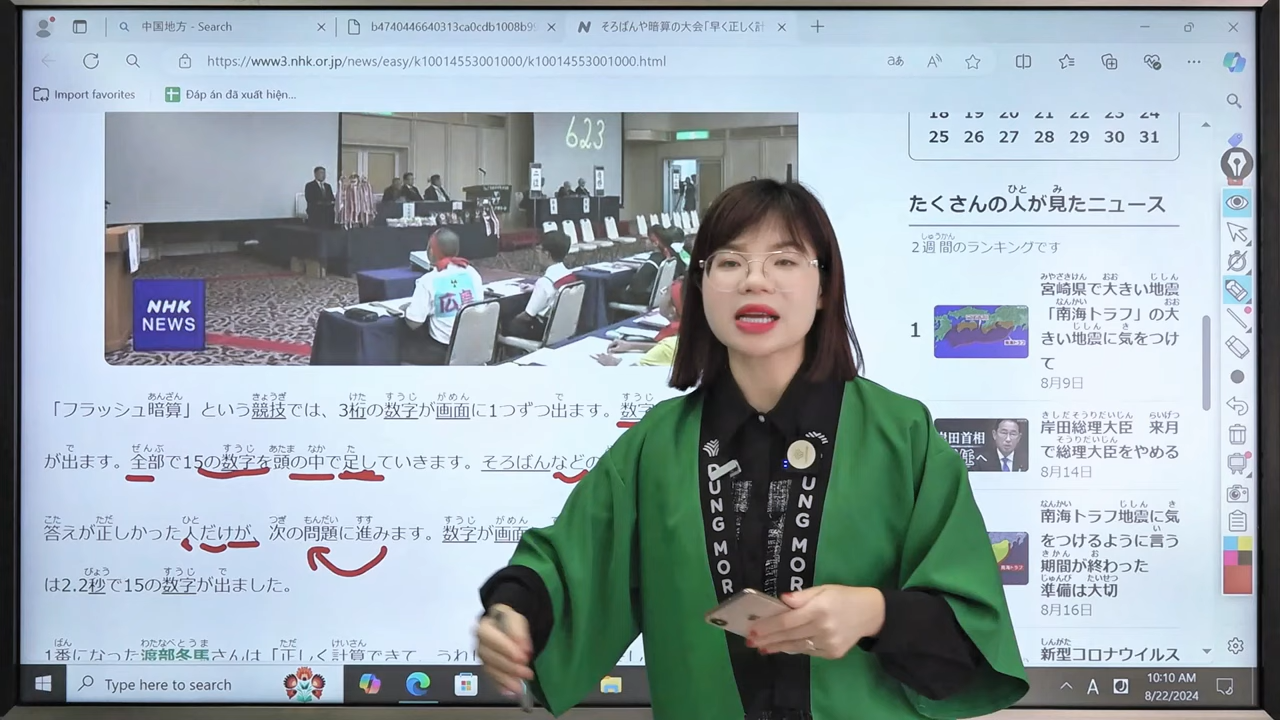 中国地方 - Search
b4740446640313ca0cdb1008b9
そろばんや暗算の大会「早く正しく計
https://www3.nhk.or.jp/news/easy/k10014553001000/k10014553001000.html
Import favorites
Đáp án đã xuất hiện...
623
広島
NHK
NEWS
「フラッシュ暗算」という競技では、3桁の数字が画面に1つずつ出ます。数字
が出ます。全部で15の数字を頭の中で足していきます。そろばんなどの
答えが正しかった人だけが、次の問題に進みます。数字が画面
は2.2秒で15の数字が出ました。
1番になった渡部冬馬さんは「正しく計算できて、うれし
18 19 20 21 22 23 24
25 26 27 28 29 30 31
たくさんの人が見たニュース
2週間のランキングです
1
宮崎県で大きい地震
「南海トラフ」の大
きい地震に気をつけ
て
8月9日
岸田総理大臣 来月
で総理大臣をやめる
8月14日
南海トラフ地震に気
をつけるように言う
期間が終わった
準備は大切
8月16日
新型コロナウイルス
DUNG MOR
DUNG MOR
Type here to search
10:10 AM
8/22/2024